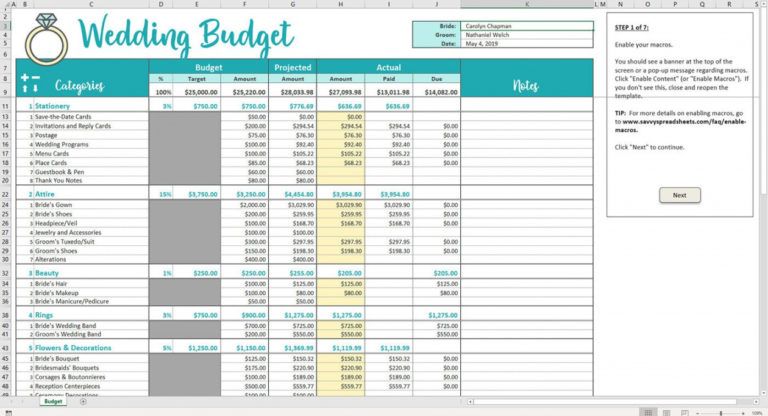 A B C D E F G H I J K L M N O P Q R S
1
2
3 Bride: Carolyn Chapman
4 Groom: Nathaniel Welch
5 Date: May 4, 2019
Wedding Budget
7 Budget Projected Actual
8 Categories % Target Amount Amount Amount Paid Due Notes
9 100% $25,000.00 $25,220.00 $28,033.98 $27,093.98 $13,011.98 $14,082.00
11 1 Stationery 3% $750.00 $750.00 $776.69 $636.69 $636.69
13 1 Save-the-Date Cards $50.00 $0.00 $0.00
14 2 Invitations and Reply Cards $200.00 $294.54 $294.54 $294.54 $0.00
15 3 Postage $75.00 $76.30 $76.30 $76.30 $0.00
16 4 Wedding Programs $100.00 $92.40 $92.40 $92.40 $0.00
17 5 Menu Cards $100.00 $105.22 $105.22 $105.22 $0.00
18 6 Place Cards $85.00 $68.23 $68.23 $68.23 $0.00
19 7 Guestbook & Pen $60.00 $60.00
20 8 Thank You Notes $80.00 $80.00
22 2 Attire 15% $3,750.00 $3,250.00 $4,454.80 $3,954.80 $3,954.80
24 1 Bride's Gown $2,000.00 $3,029.90 $3,029.90 $3,029.90 $0.00
25 2 Bride's Shoes $200.00 $259.95 $259.95 $259.95 $0.00
26 3 Headpiece/Veil $100.00 $168.70 $168.70 $168.70 $0.00
27 4 Jewelry and Accessories $100.00 $100.00
28 5 Groom's Tuxedo/Suit $300.00 $297.95 $297.95 $297.95 $0.00
29 6 Groom's Shoes $150.00 $198.30 $198.30 $198.30 $0.00
30 7 Alterations $400.00 $400.00
32 3 Beauty 1% $250.00 $250.00 $255.00 $205.00 $205.00
34 1 Bride's Hair $100.00 $125.00 $125.00 $125.00
35 2 Bride's Makeup $100.00 $80.00 $80.00 $80.00
36 3 Bride's Manicure/Pedicure $50.00 $50.00
38 4 Rings 3% $750.00 $900.00 $1,275.00 $1,275.00 $1,275.00
40 1 Bride's Wedding Band $700.00 $725.00 $725.00 $725.00
41 2 Groom's Wedding Band $200.00 $550.00 $550.00 $550.00
43 5 Flowers & Decorations 5% $1,250.00 $1,150.00 $1,369.99 $1,119.99 $1,119.99
45 1 Bride's Bouquet $125.00 $150.32 $150.32 $150.32 $0.00
46 2 Bridesmaids' Bouquets $175.00 $220.90 $220.90 $220.90 $0.00
47 3 Corsages & Boutonnieres $100.00 $189.00 $189.00 $189.00 $0.00
48 4 Reception Centerpieces $500.00 $559.77 $559.77 $559.77 $0.00
STEP 1 of 7:
Enable your macros.
You should see a banner at the top of the
screen or a pop-up message regarding macros.
Click "Enable Content" (or "Enable Macros"). If
you don't see this, close and reopen the
template.
TIP: For more details on enabling macros, go
to www.savvyspreadsheets.com/faq/enable-
macros.
Click "Next" to continue.
Next
Budget
100%